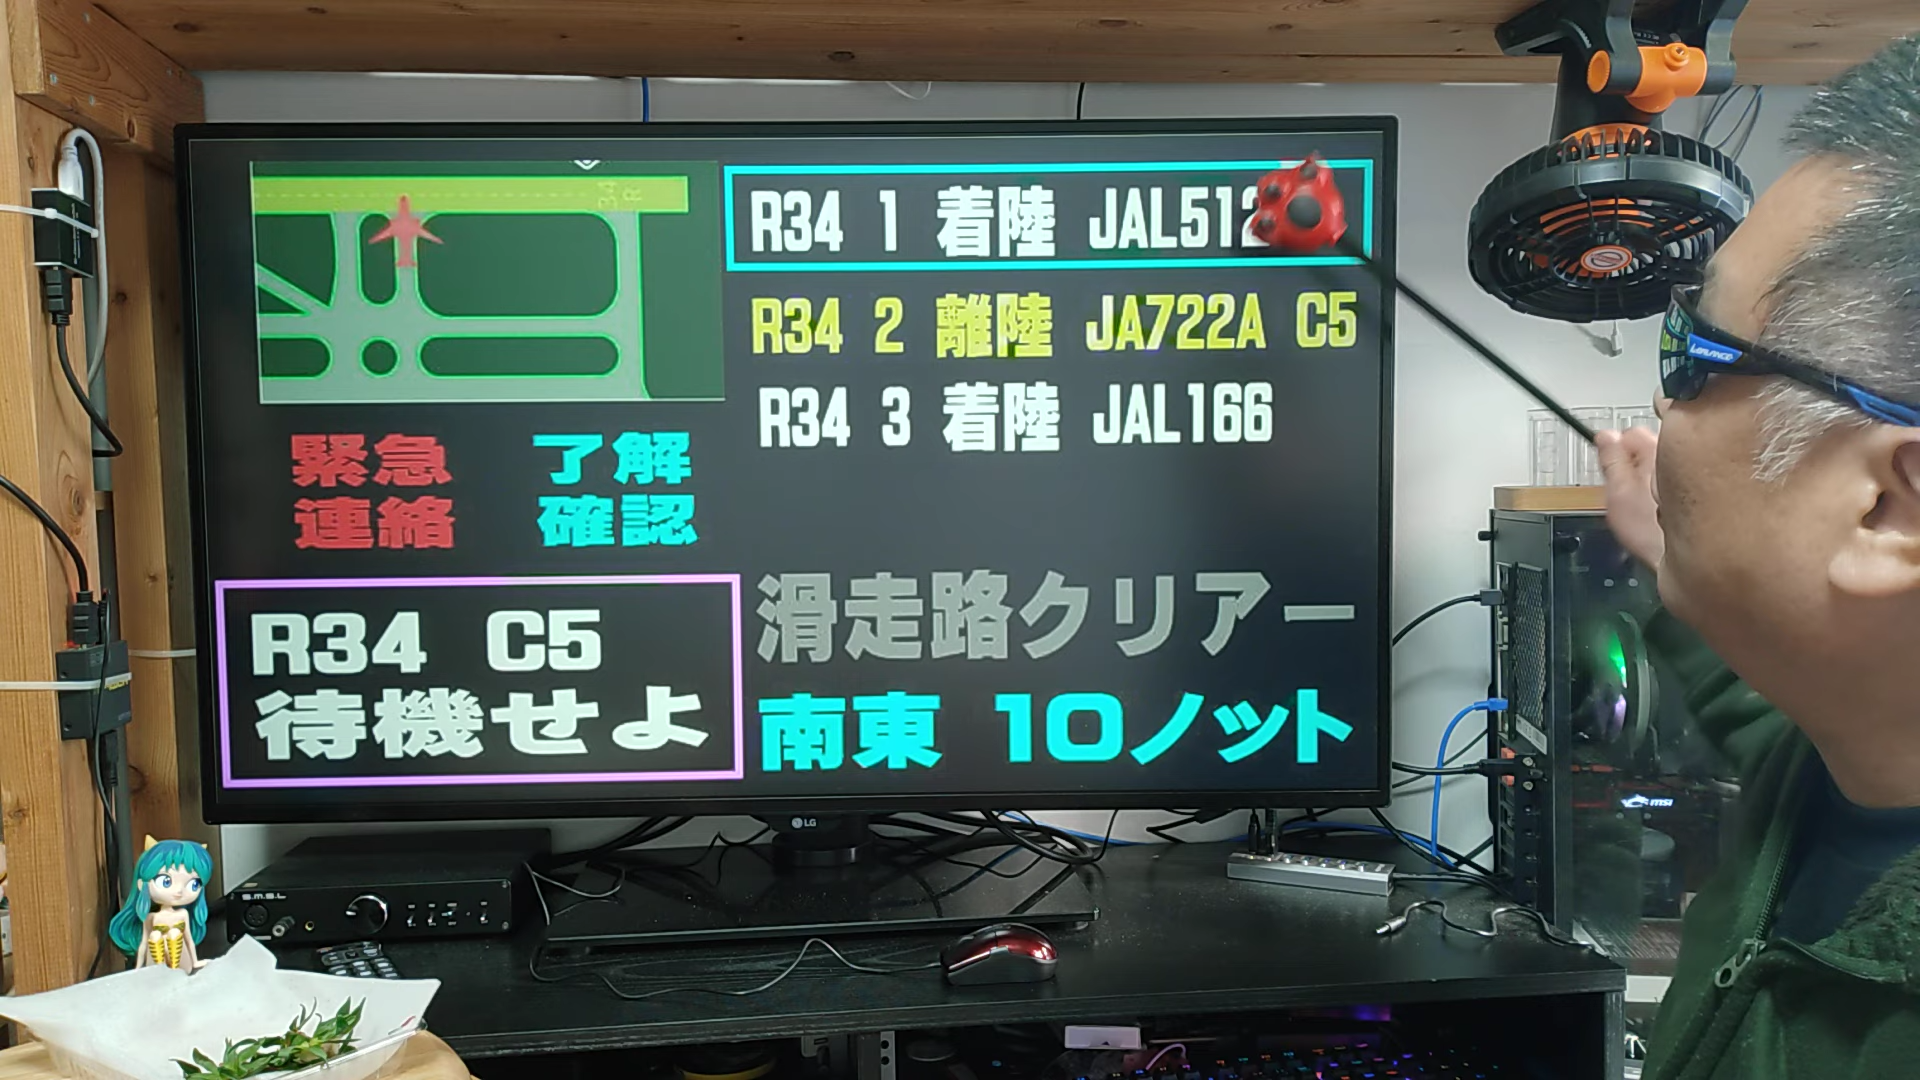 34
R
R34 1 着陸 JAL512
R34 2 離陸 JA722A C5
R34 3 着陸 JAL166
緊急連絡
了解確認
R34 C5
待機せよ
滑走路クリアー
南東 10ノット
LG
S.M.S.L
msi